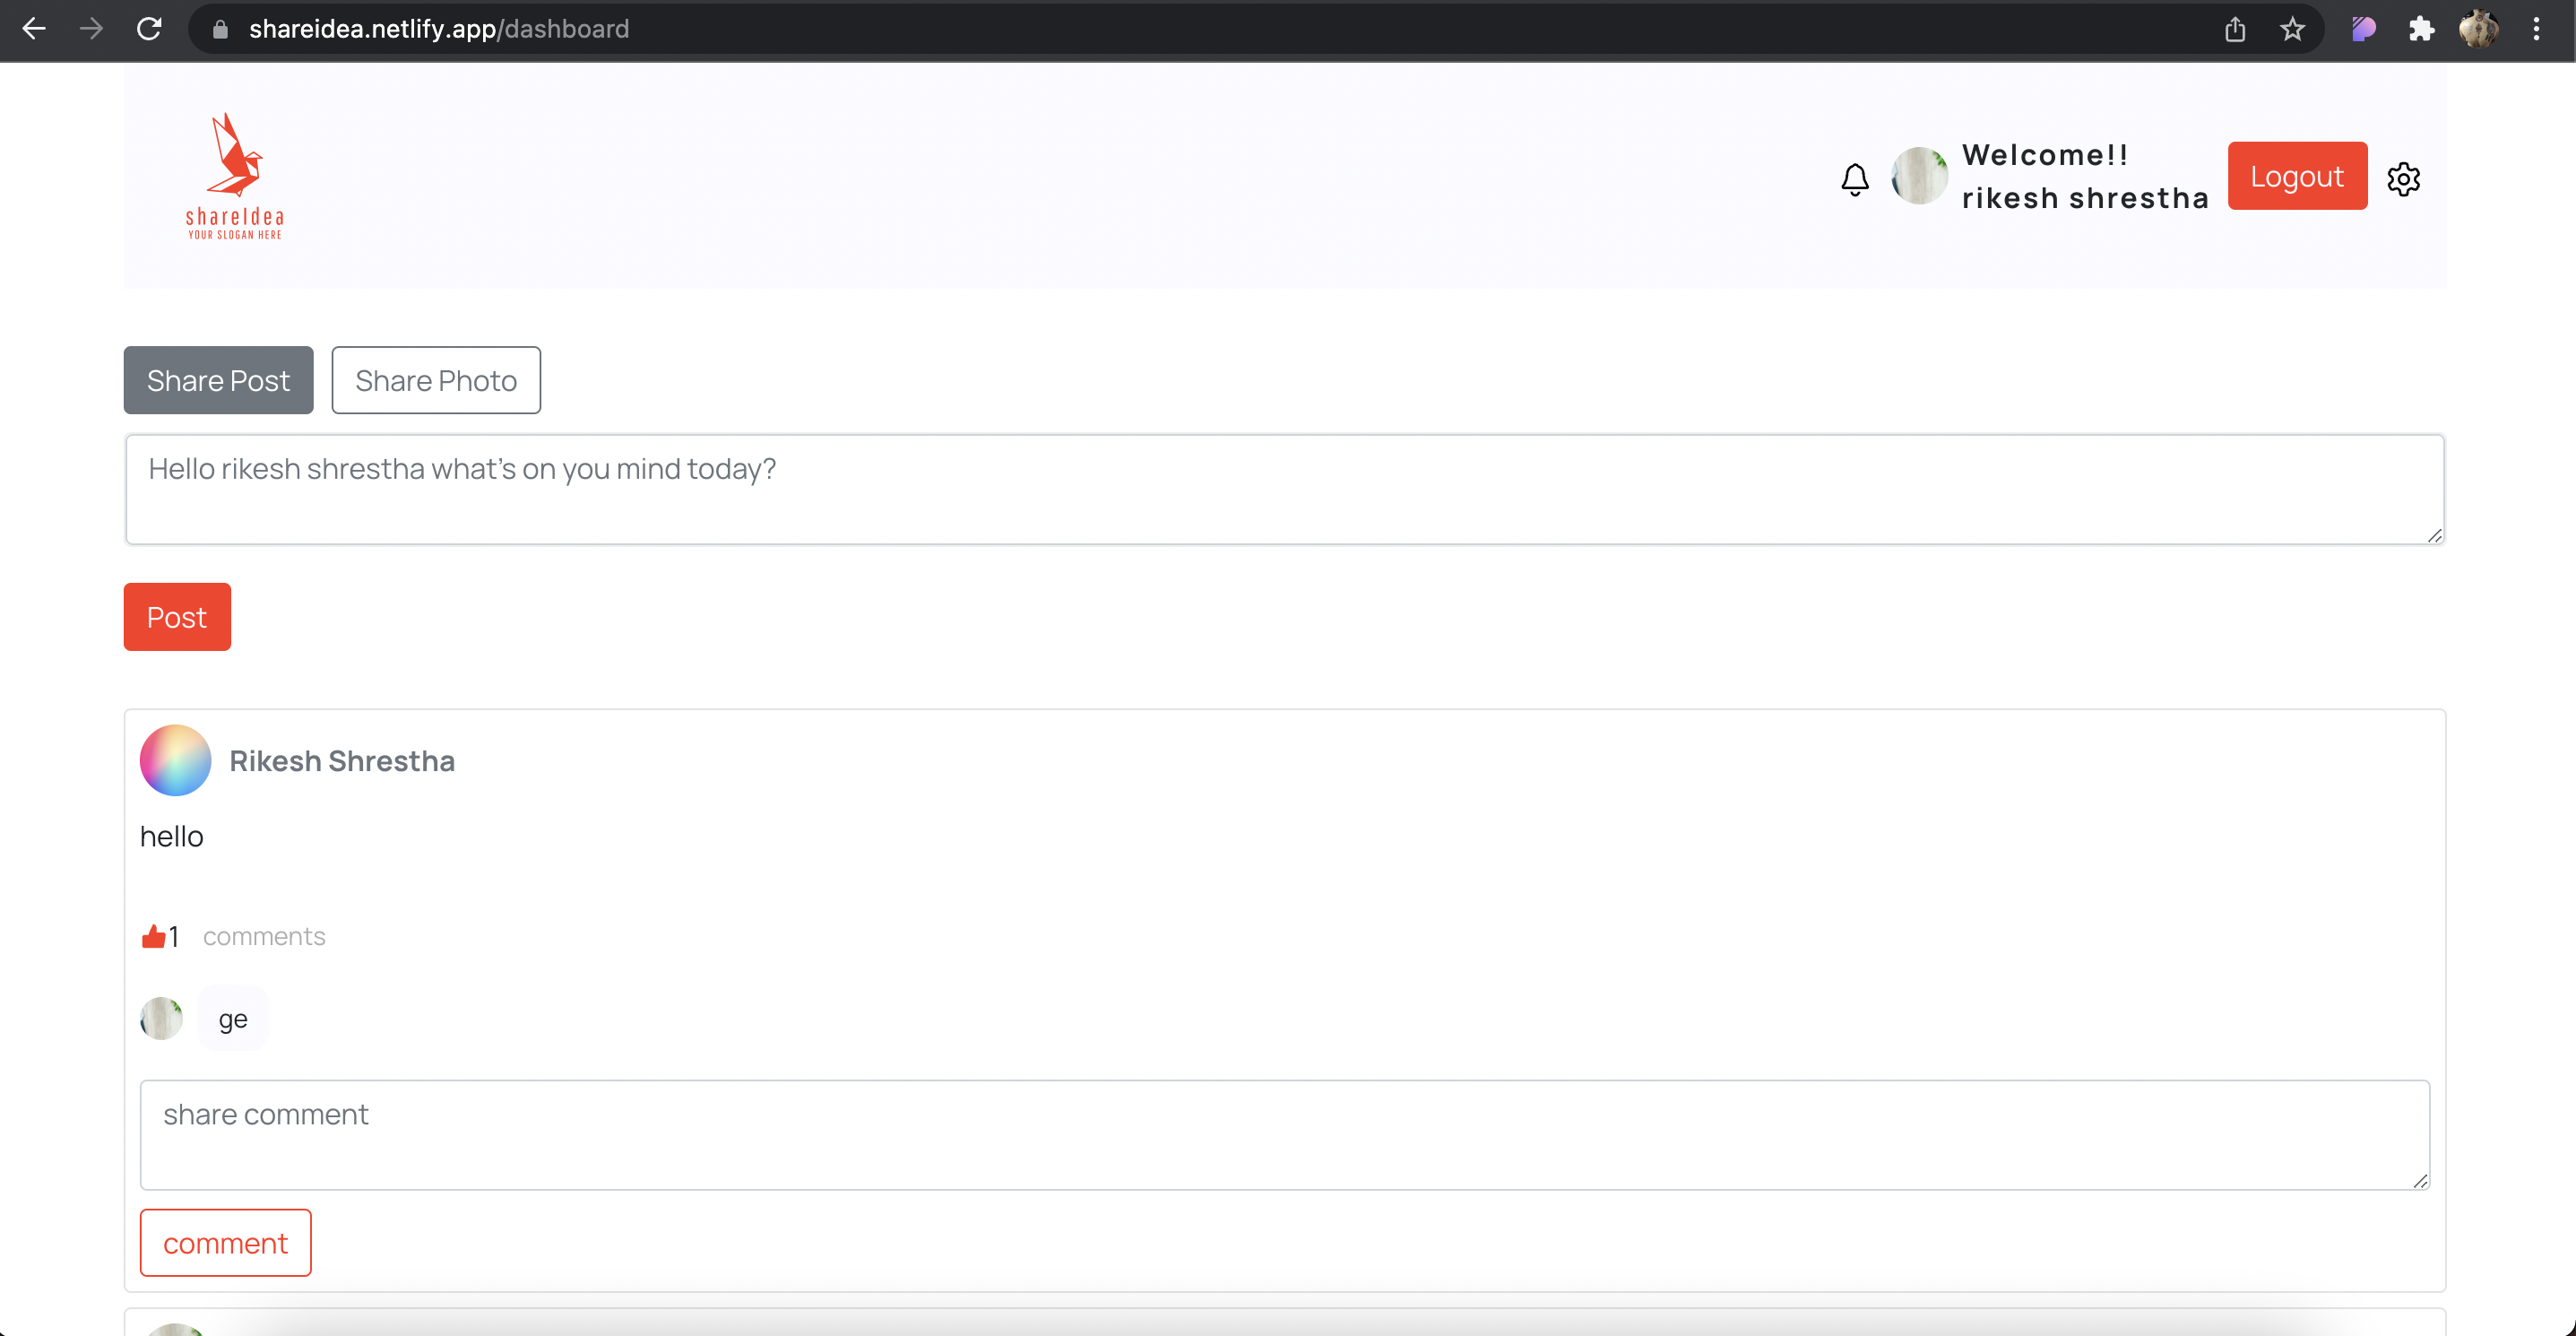 shareidea.netlify.app/dashboard
shareIdea
YOUR SLOGAN HERE
Welcome!!
rikesh shrestha
Logout
Share Post
Share Photo
Hello rikesh shrestha what's on you mind today?
Post
Rikesh Shrestha
hello
1 comments
ge
share comment
comment